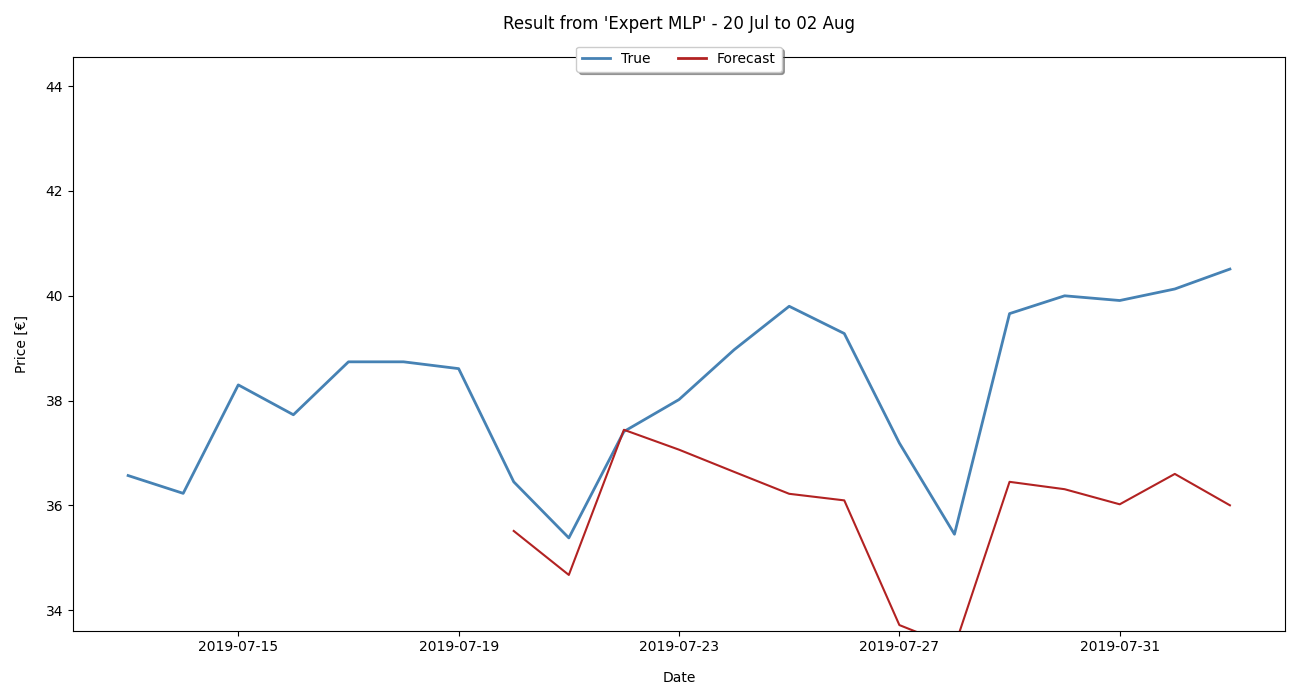 Result from 'Expert MLP' - 20 Jul to 02 Aug
True Forecast
44
42
40
38
36
34
Price [€]
2019-07-15 2019-07-19 2019-07-23 2019-07-27 2019-07-31
Date